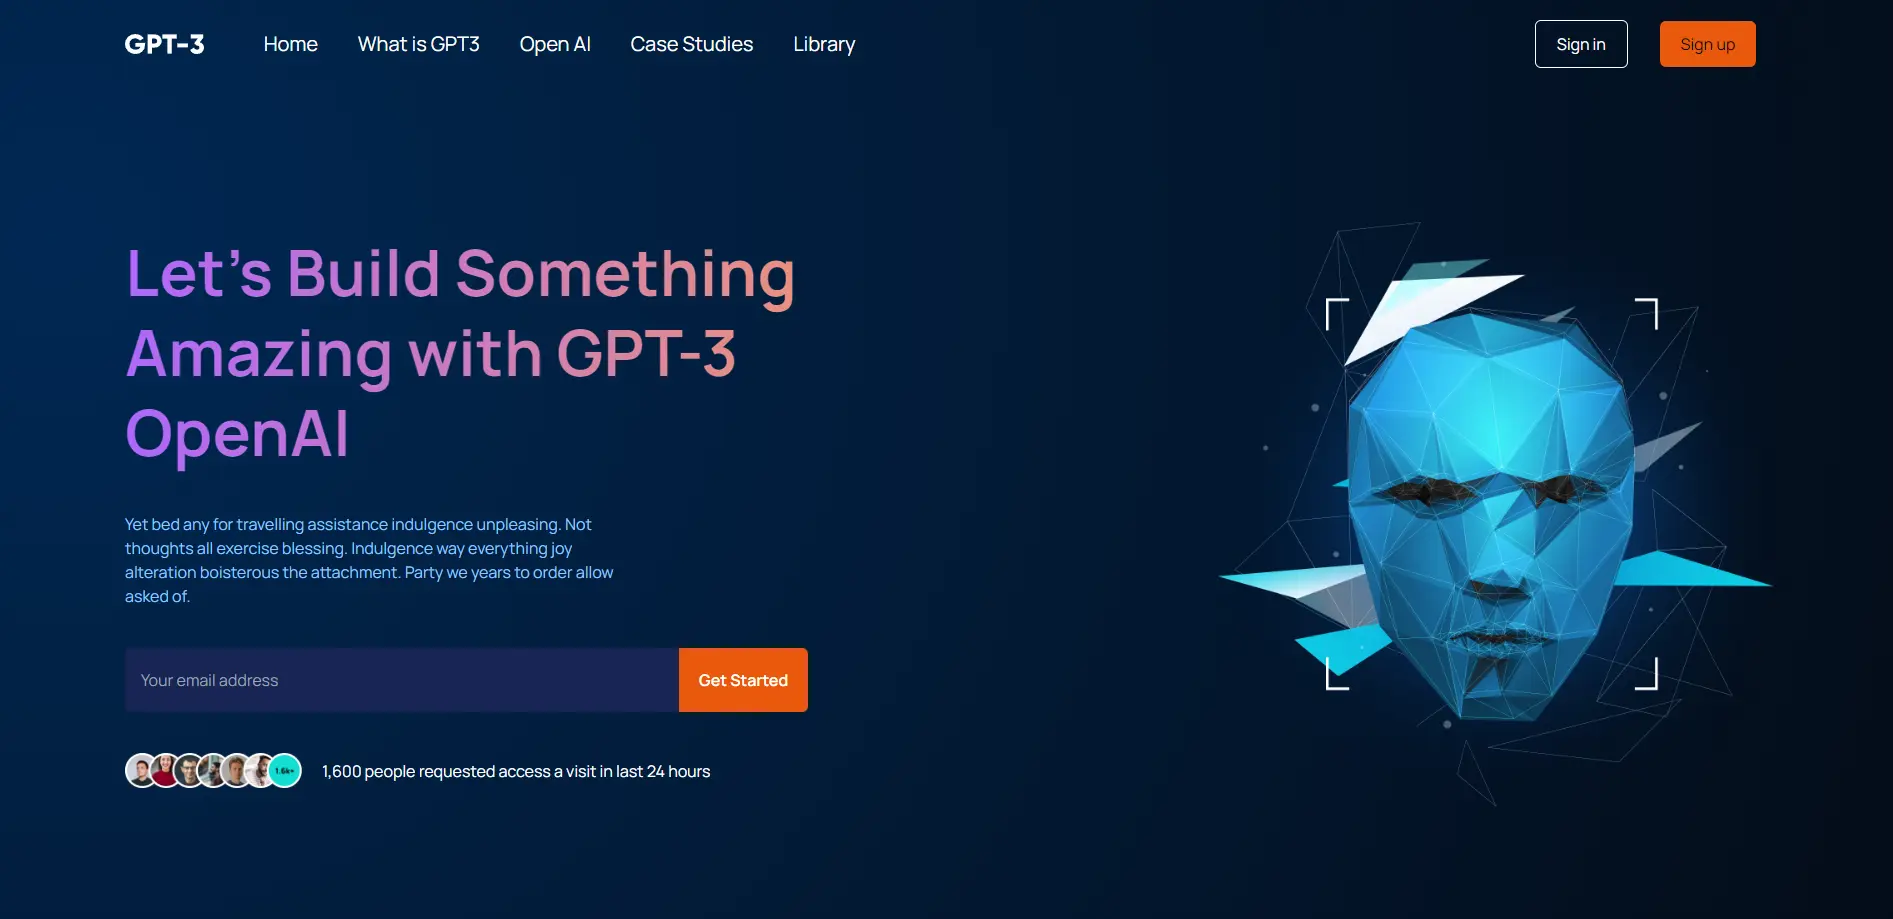 GPT-3
Home
What is GPT3
Open AI
Case Studies
Library
Sign in
Sign up
Let's Build Something
Amazing with GPT-3
OpenAI
Yet bed any for travelling assistance indulgence unpleasing. Not
thoughts all exercise blessing. Indulgence way everything joy
alteration boisterous the attachment. Party we years to order allow
asked of.
Your email address
Get Started
1.6k+
1,600 people requested access a visit in last 24 hours